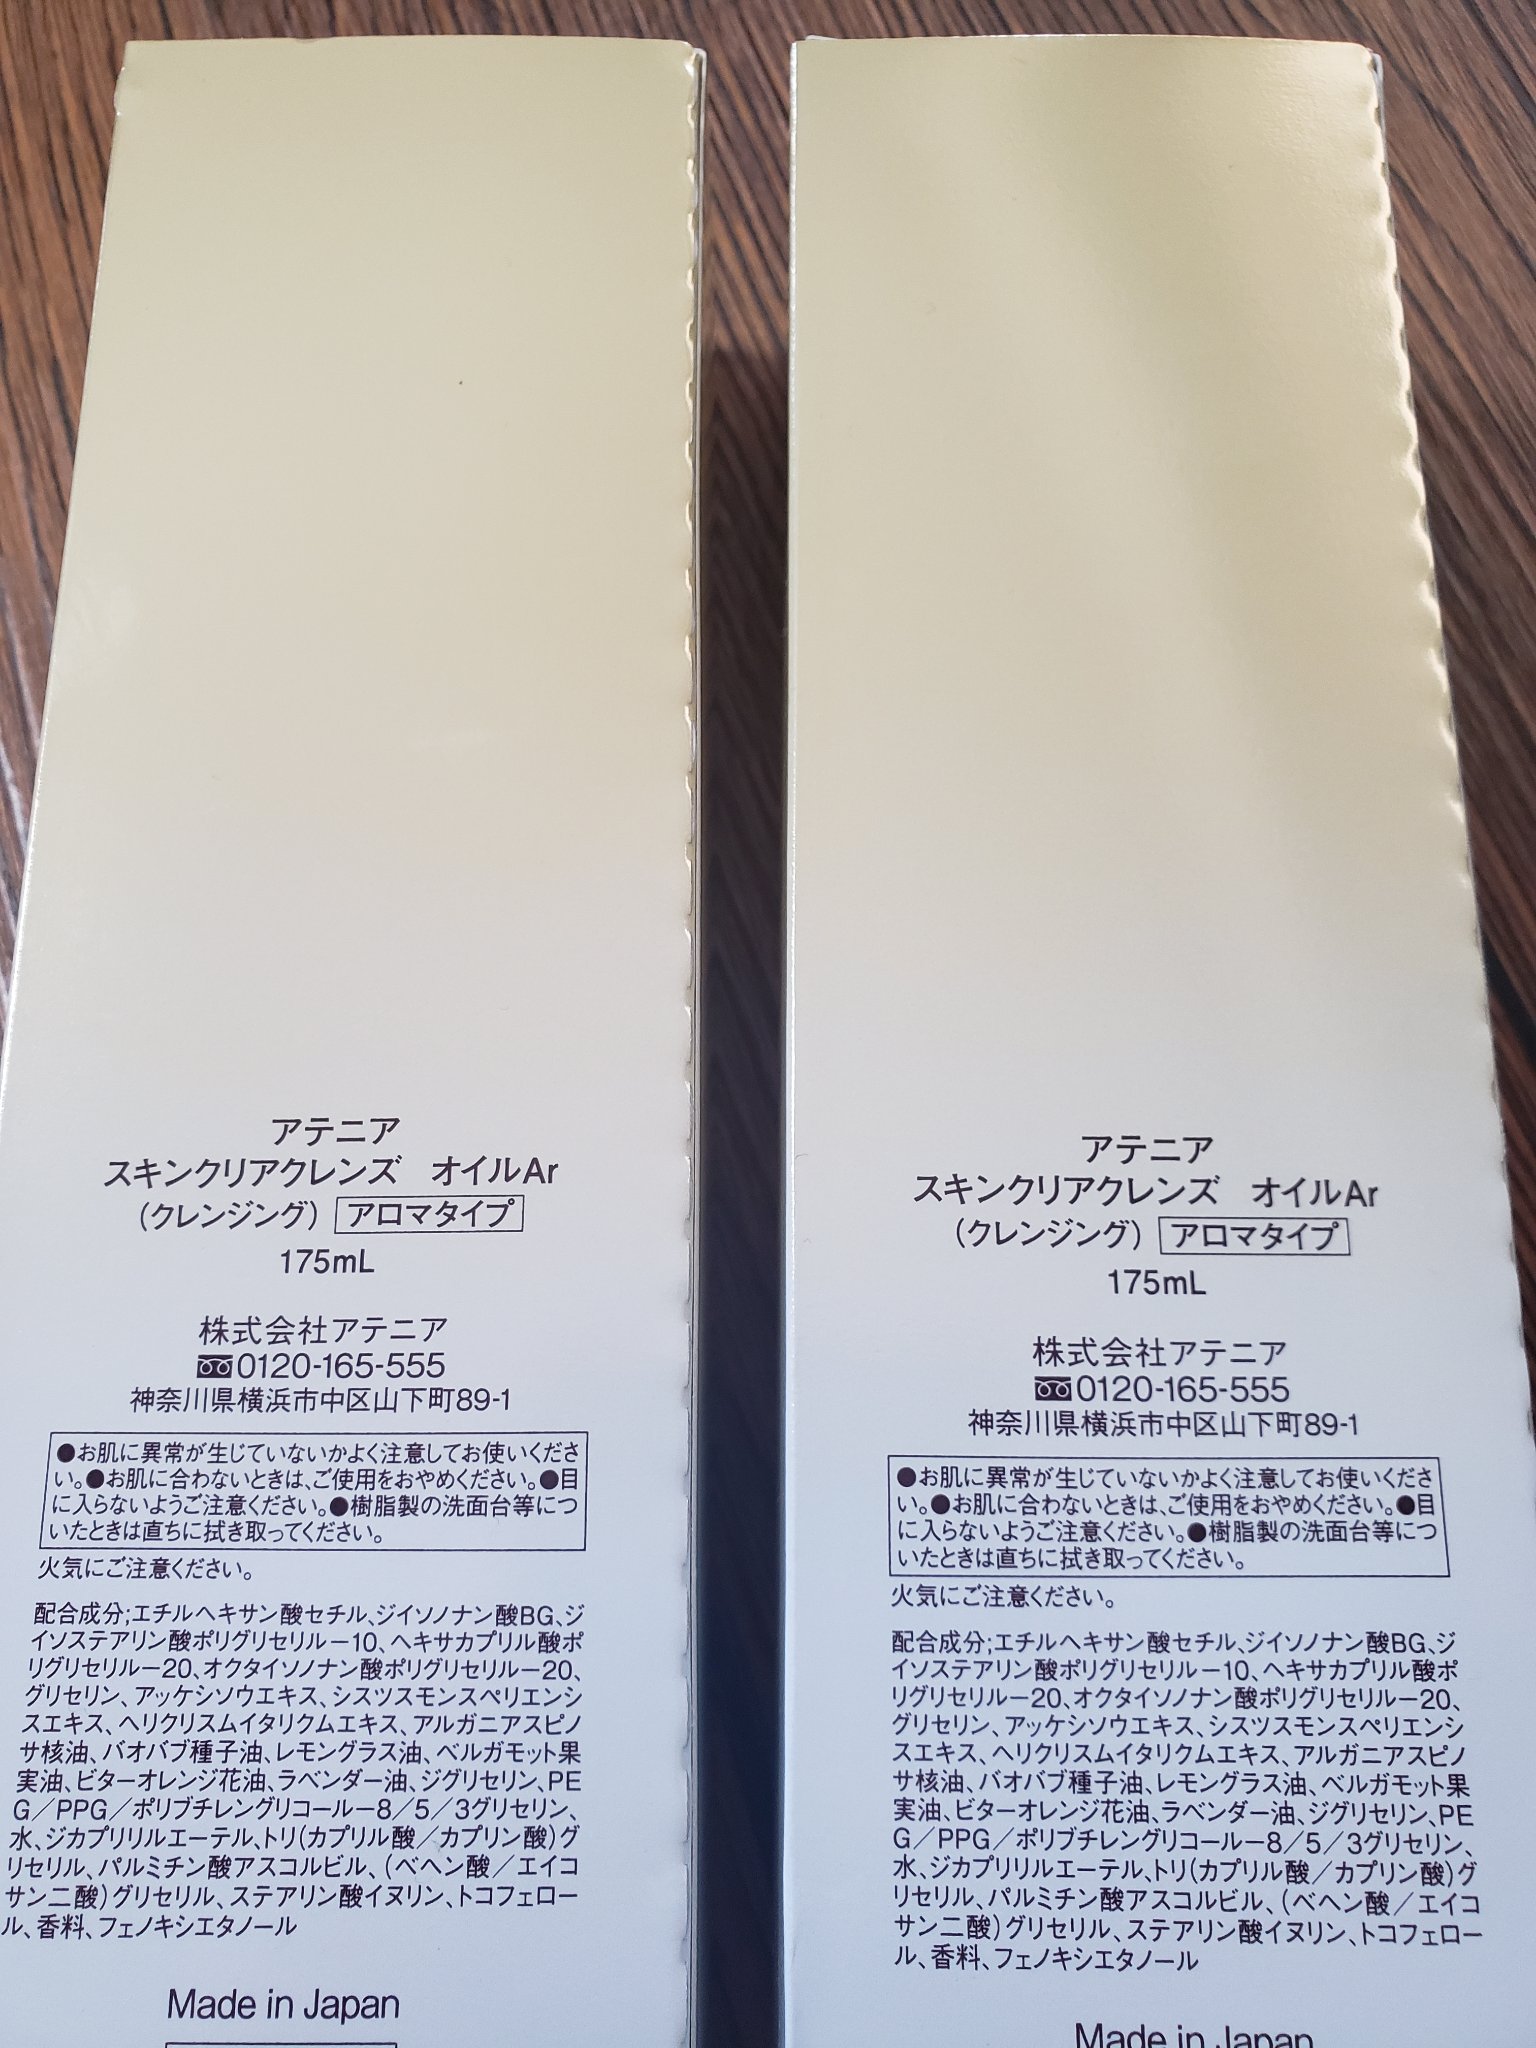 アテニア
スキンクリアクレンズ オイルAr
(クレンジング) アロマタイプ
175mL
株式会社アテニア
0120-165-555
神奈川県横浜市中区山下町89-1
●お肌に異常が生じていないかよく注意してお使いくださ
い。●お肌に合わないときは、ご使用をおやめください。●目
に入らないようご注意ください。●樹脂製の洗面台等につ
いたときは直ちに拭き取ってください。
火気にご注意ください。
配合成分;エチルヘキサン酸セチル、ジイソノナン酸BG、ジ
イソステアリン酸ポリグリセリルー10、ヘキサカプリル酸ポ
リグリセリルー20、オクタイソノナン酸ポリグリセリルー20、
グリセリン、アッケシソウエキス、シスツスモンスペリエンシ
スエキス、ヘリクリスムイタリクムエキス、アルガニアスピノ
サ核油、バオバブ種子油、レモングラス油、ベルガモット果
実油、ビターオレンジ花油、ラベンダー油、ジグリセリン、PE
G/PPG/ポリブチレングリコールー8/5/3グリセリン、
水、ジカプリリルエーテル、トリ(カプリル酸/カプリン酸)グ
リセリル、パルミチン酸アスコルビル、(ベヘン酸/エイコ
サン二酸)グリセリル、ステアリン酸イヌリン、トコフェロー
ル、香料、フェノキシエタノール
Made in Japan
アテニア
スキンクリアクレンズ オイルAr
(クレンジング) アロマタイプ
175mL
株式会社アテニア
0120-165-555
神奈川県横浜市中区山下町89-1
●お肌に異常が生じていないかよく注意してお使いくださ
い。●お肌に合わないときは、ご使用をおやめください。●目
に入らないようご注意ください。●樹脂製の洗面台等につ
いたときは直ちに拭き取ってください。
火気にご注意ください。
配合成分;エチルヘキサン酸セチル、ジイソノナン酸BG、ジ
イソステアリン酸ポリグリセリルー10、ヘキサカプリル酸ポ
リグリセリルー20、オクタイソノナン酸ポリグリセリルー20、
グリセリン、アッケシソウエキス、シスツスモンスペリエンシ
スエキス、ヘリクリスムイタリクムエキス、アルガニアスピノ
サ核油、バオバブ種子油、レモングラス油、ベルガモット果
実油、ビターオレンジ花油、ラベンダー油、ジグリセリン、PE
G/PPG/ポリブチレングリコールー8/5/3グリセリン、
水、ジカプリリルエーテル、トリ(カプリル酸/カプリン酸)グ
リセリル、パルミチン酸アスコルビル、(ベヘン酸/エイコ
サン二酸)グリセリル、ステアリン酸イヌリン、トコフェロー
ル、香料、フェノキシエタノール
Made in Japan